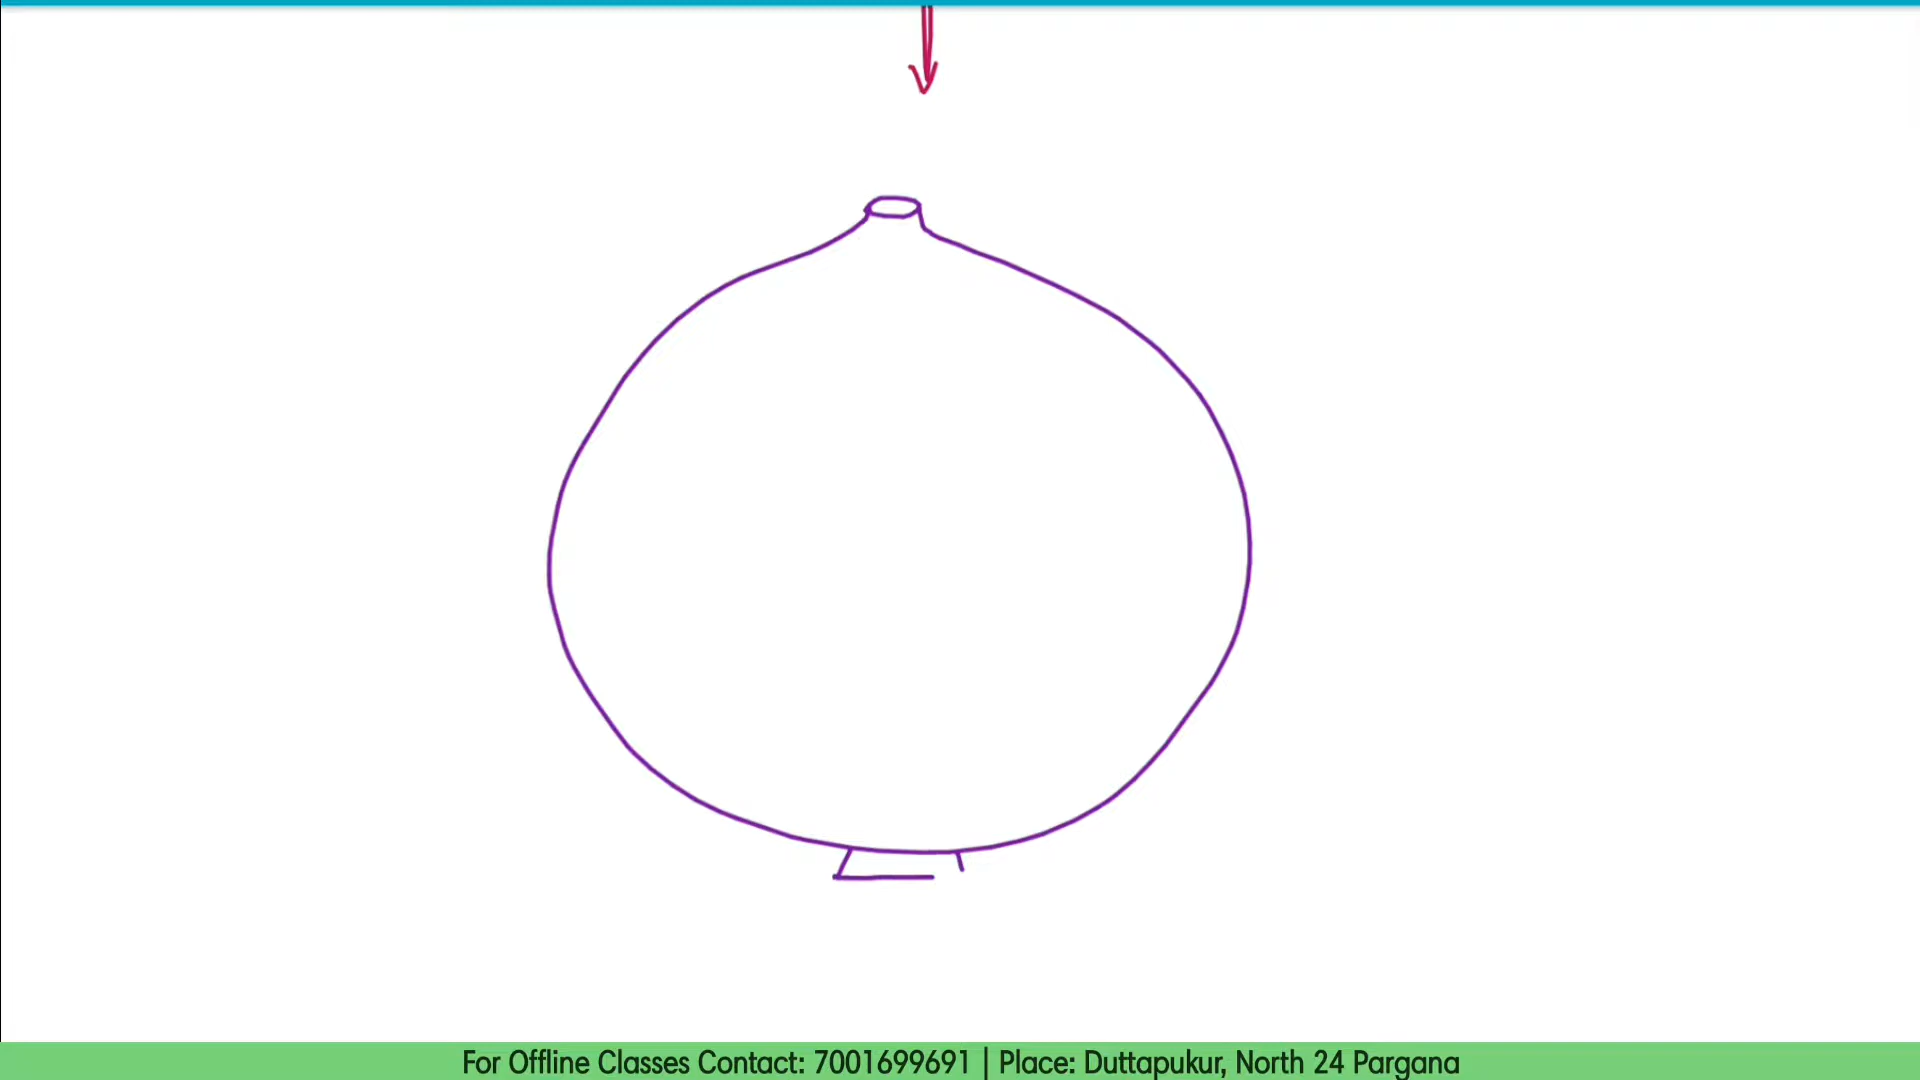 For Offline Classes Contact: 7001699691 | Place: Duttapukur, North 24 Pargana